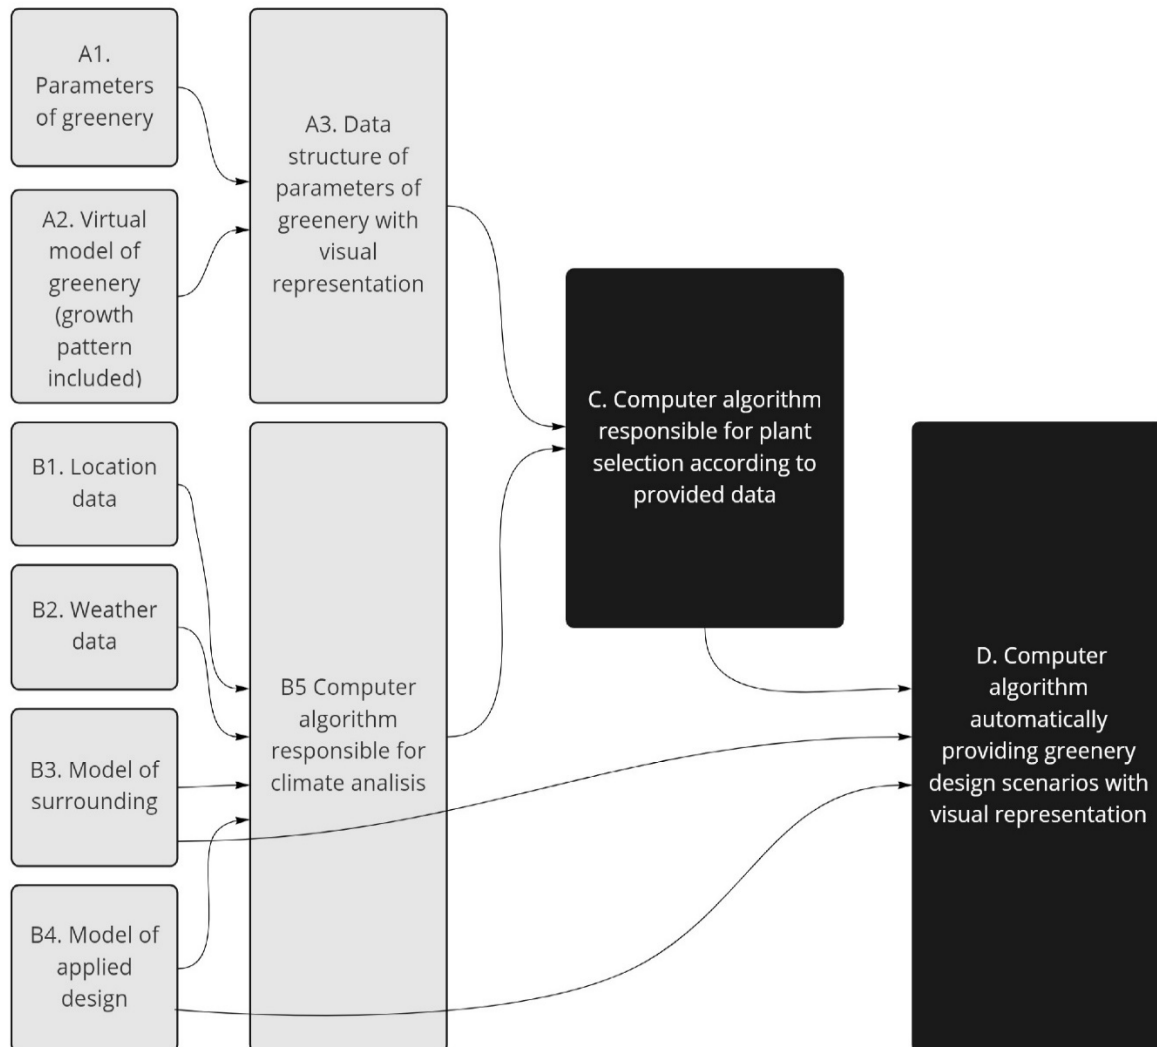 A1.
Parameters
of greenery
A2. Virtual
model of
greenery
(growth
pattern
included)
A3. Data
structure of
parameters of
greenery with
visual
representation
B1. Location
data
B2. Weather
data
B3. Model of
surrounding
B4. Model of
applied
design
B5 Computer
algorithm
responsible for
climate analisis
C. Computer algorithm
responsible for plant
selection according to
provided data
D. Computer
algorithm
automatically
providing greenery
design scenarios with
visual representation